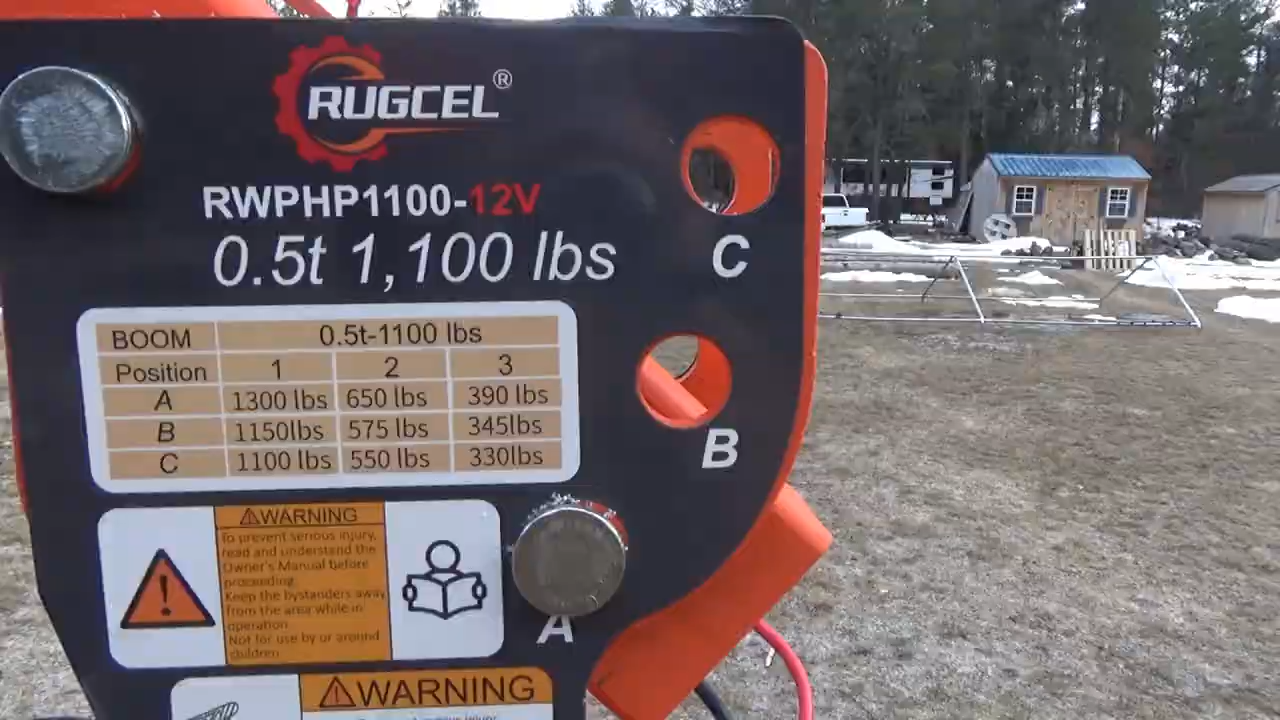 RUGCEL®
RWPHP1100-12V
0.5t 1,100 lbs
C
BOOM 0.5t-1100 lbs
Position 1 2 3
A 1300 lbs 650 lbs 390 lbs
B 1150lbs 575 lbs 345lbs
C 1100 lbs 550 lbs 330lbs
B
WARNING
To prevent serious injury,
read and understand the
Owner's Manual before
proceeding.
Keep the bystanders away
from the area while in
operation.
Not for use by or around
children.
A
WARNING